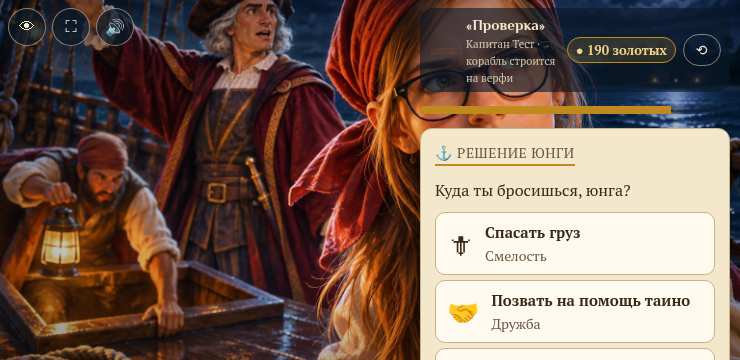 «Проверка»
Капитан Тест ·
корабль строится
на верфи
● 190 золотых
РЕШЕНИЕ ЮНГИ
Куда ты бросишься, юнга?
Спасать груз
Смелость
Позвать на помощь таино
Дружба